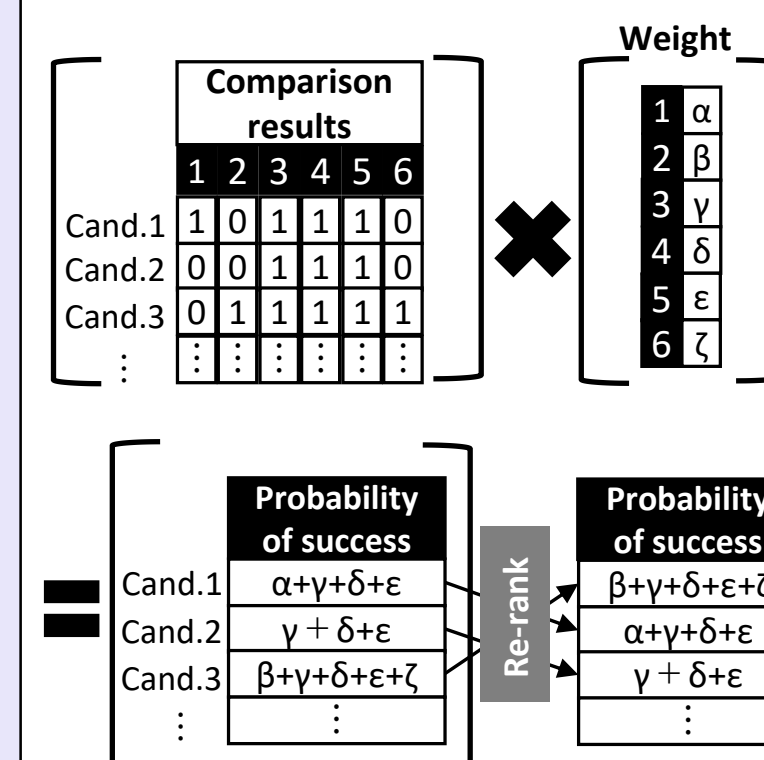 Weight
Comparison
results
1 2 3 4 5 6
Cand.1 1 0 1 1 1 0
Cand.2 0 0 1 1 1 0
Cand.3 0 1 1 1 1 1
⋮ ⋮ ⋮ ⋮ ⋮ ⋮ ⋮
1 α
2 β
3 γ
4 δ
5 ε
6 ζ
Probability
of success
Cand.1 α+γ+δ+ε
Cand.2 γ+δ+ε
Cand.3 β+γ+δ+ε+ζ
⋮ ⋮
Re-rank
Probability
of success
β+γ+δ+ε+ζ
α+γ+δ+ε
γ+δ+ε
⋮